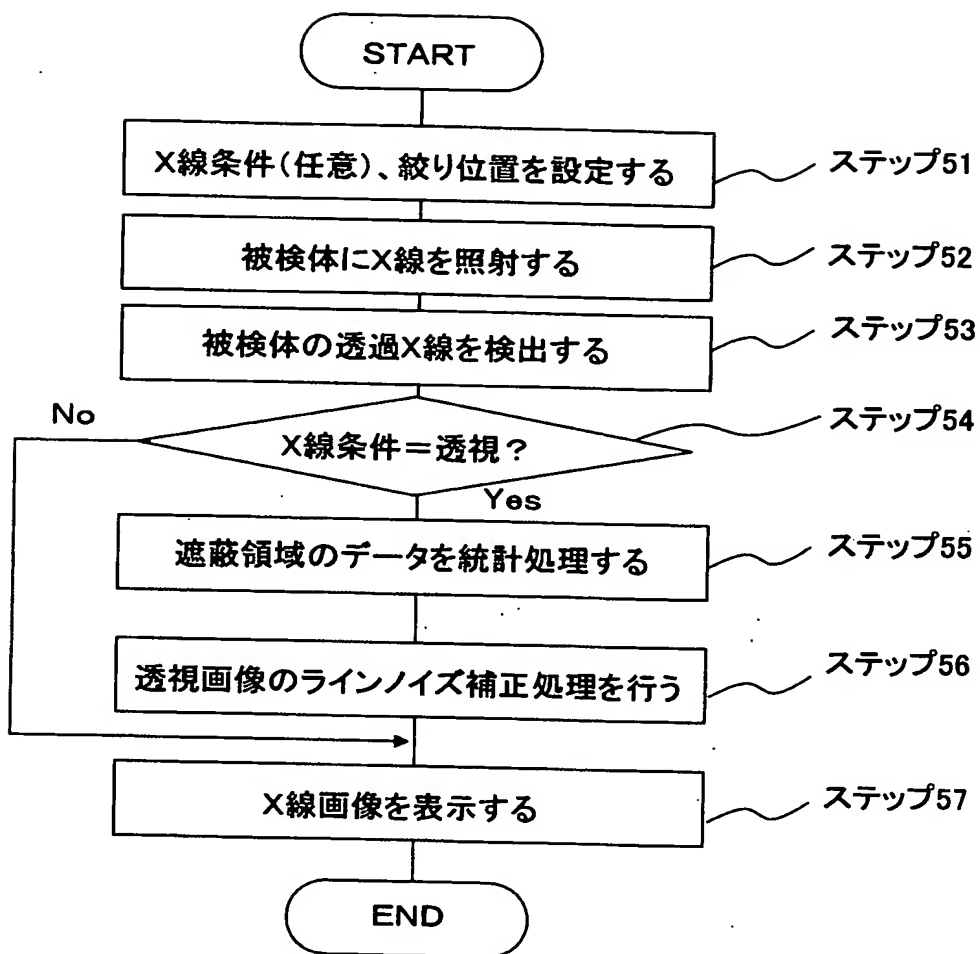 START
X線条件(任意)、絞り位置を設定する
ステップ51
被検体にX線を照射する
ステップ52
被検体の透過X線を検出する
ステップ53
No
X線条件=透視?
ステップ54
Yes
遮蔽領域のデータを統計処理する
ステップ55
透視画像のラインノイズ補正処理を行う
ステップ56
X線画像を表示する
ステップ57
END